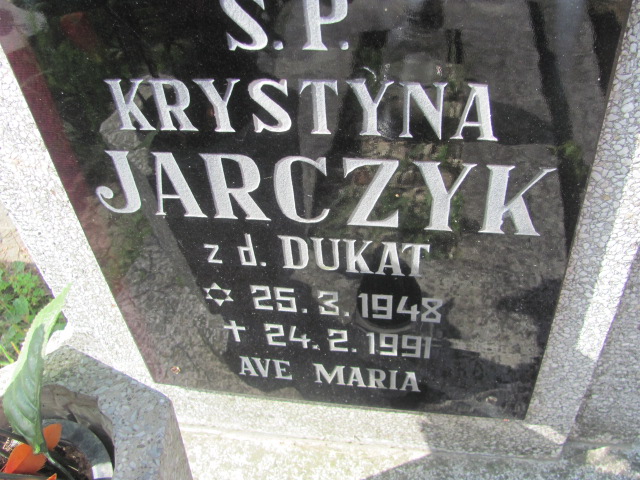 Ś.P.
KRYSTYNA
JARCZYK
z d. DUKAT
✡ 25.3.1948
✝ 24.2.1991
AVE MARIA